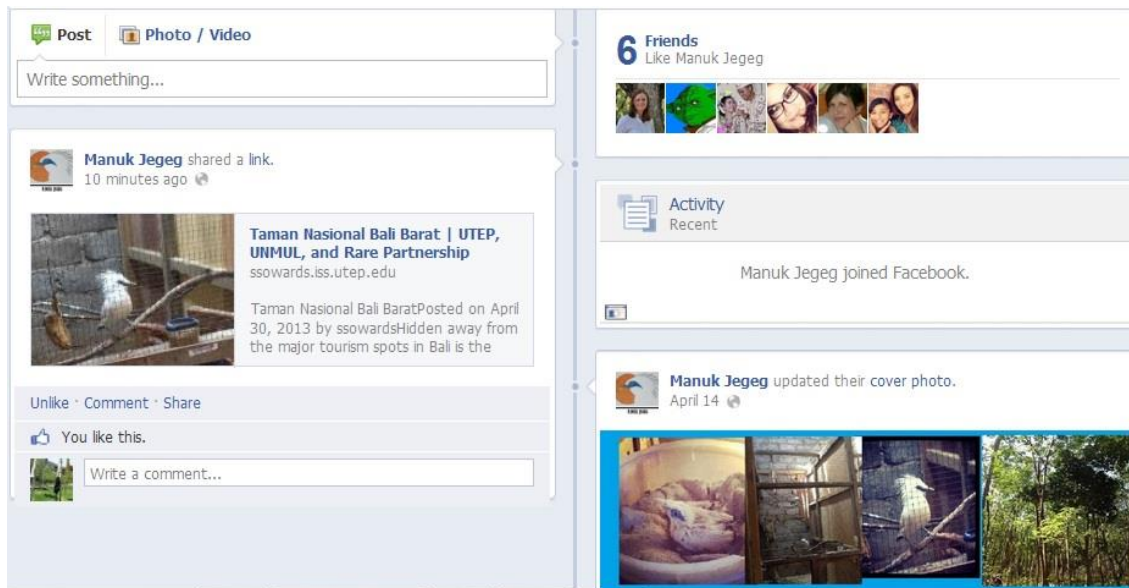 Post
Photo / Video
Write something...
Manuk Jegeg shared a link.
10 minutes ago
Taman Nasional Bali Barat | UTEP,
UNMUL, and Rare Partnership
ssowards.iss.utep.edu
Taman Nasional Bali BaratPosted on April
30, 2013 by ssowardsHidden away from
the major tourism spots in Bali is the
Unlike · Comment · Share
You like this.
Write a comment...
6 Friends
Like Manuk Jegeg
Activity
Recent
Manuk Jegeg joined Facebook.
Manuk Jegeg updated their cover photo.
April 14